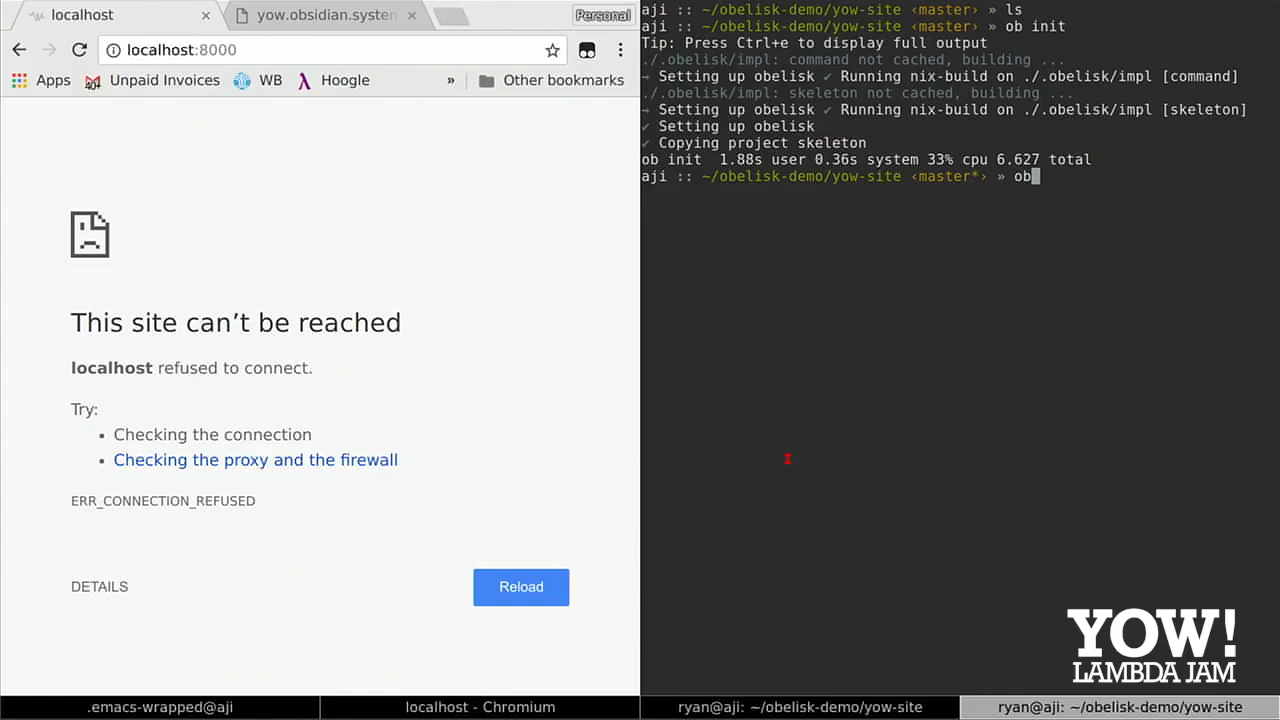 localhost
yow.obsidian.system
Personal
localhost:8000
Apps
404
Unpaid Invoices
WB
λ
Hoogle
»
Other bookmarks
This site can’t be reached
localhost refused to connect.
Try:
• Checking the connection
• Checking the proxy and the firewall
ERR_CONNECTION_REFUSED
DETAILS
Reload
aji :: ~/obelisk-demo/yow-site ‹master› » ls
aji :: ~/obelisk-demo/yow-site ‹master› » ob init
Tip: Press Ctrl+e to display full output
./.obelisk/impl: command not cached, building ...
→ Setting up obelisk ✔ Running nix-build on ./.obelisk/impl [command]
./.obelisk/impl: skeleton not cached, building ...
→ Setting up obelisk ✔ Running nix-build on ./.obelisk/impl [skeleton]
✔ Setting up obelisk
✔ Copying project skeleton
ob init  1.88s user 0.36s system 33% cpu 6.627 total
aji :: ~/obelisk-demo/yow-site ‹master*› » ob
YOW!
LAMBDA JAM
.emacs-wrapped@aji
localhost - Chromium
ryan@aji: ~/obelisk-demo/yow-site
ryan@aji: ~/obelisk-demo/yow-site